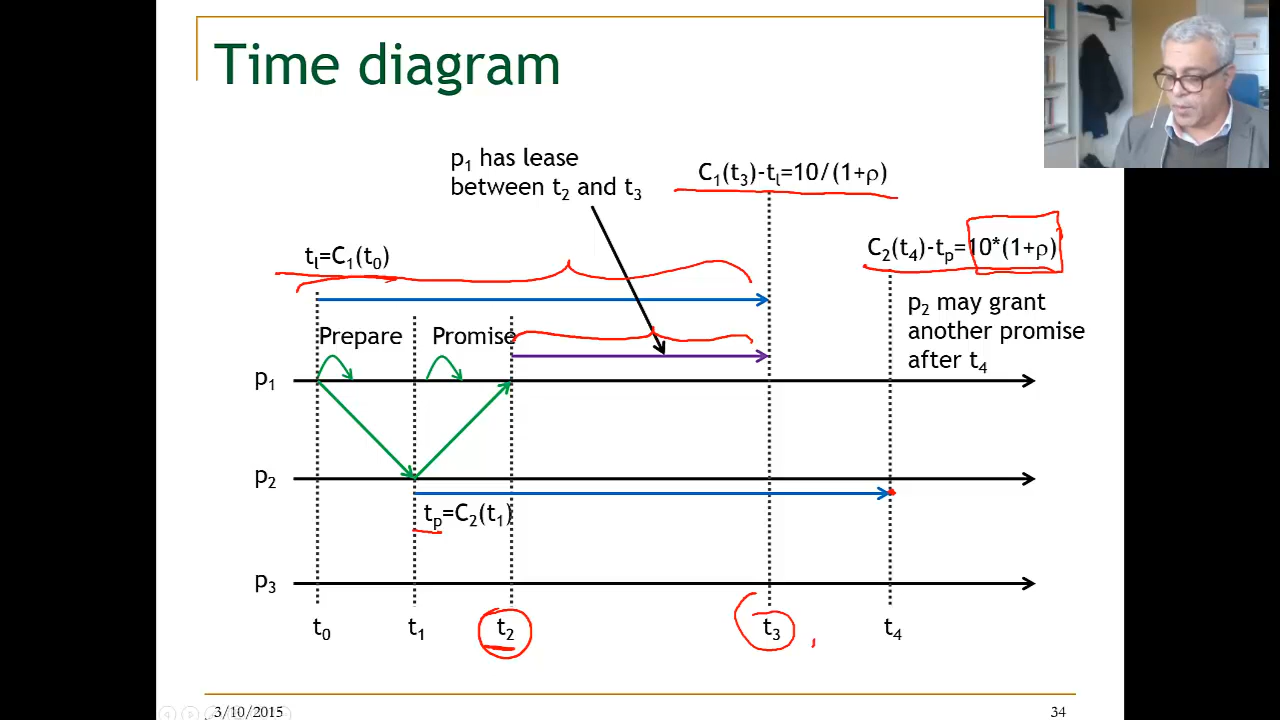 Time diagram
p₁ has lease
between t₂ and t₃
C₁(t₃)-tₗ=10/(1+ρ)
C₂(t₄)-tₚ=10*(1+ρ)
tₗ=C₁(t₀)
p₂ may grant
another promise
after t₄
Prepare
Promise
p₁
p₂
tₚ=C₂(t₁)
p₃
t₀
t₁
t₂
t₃
t₄
3/10/2015
34